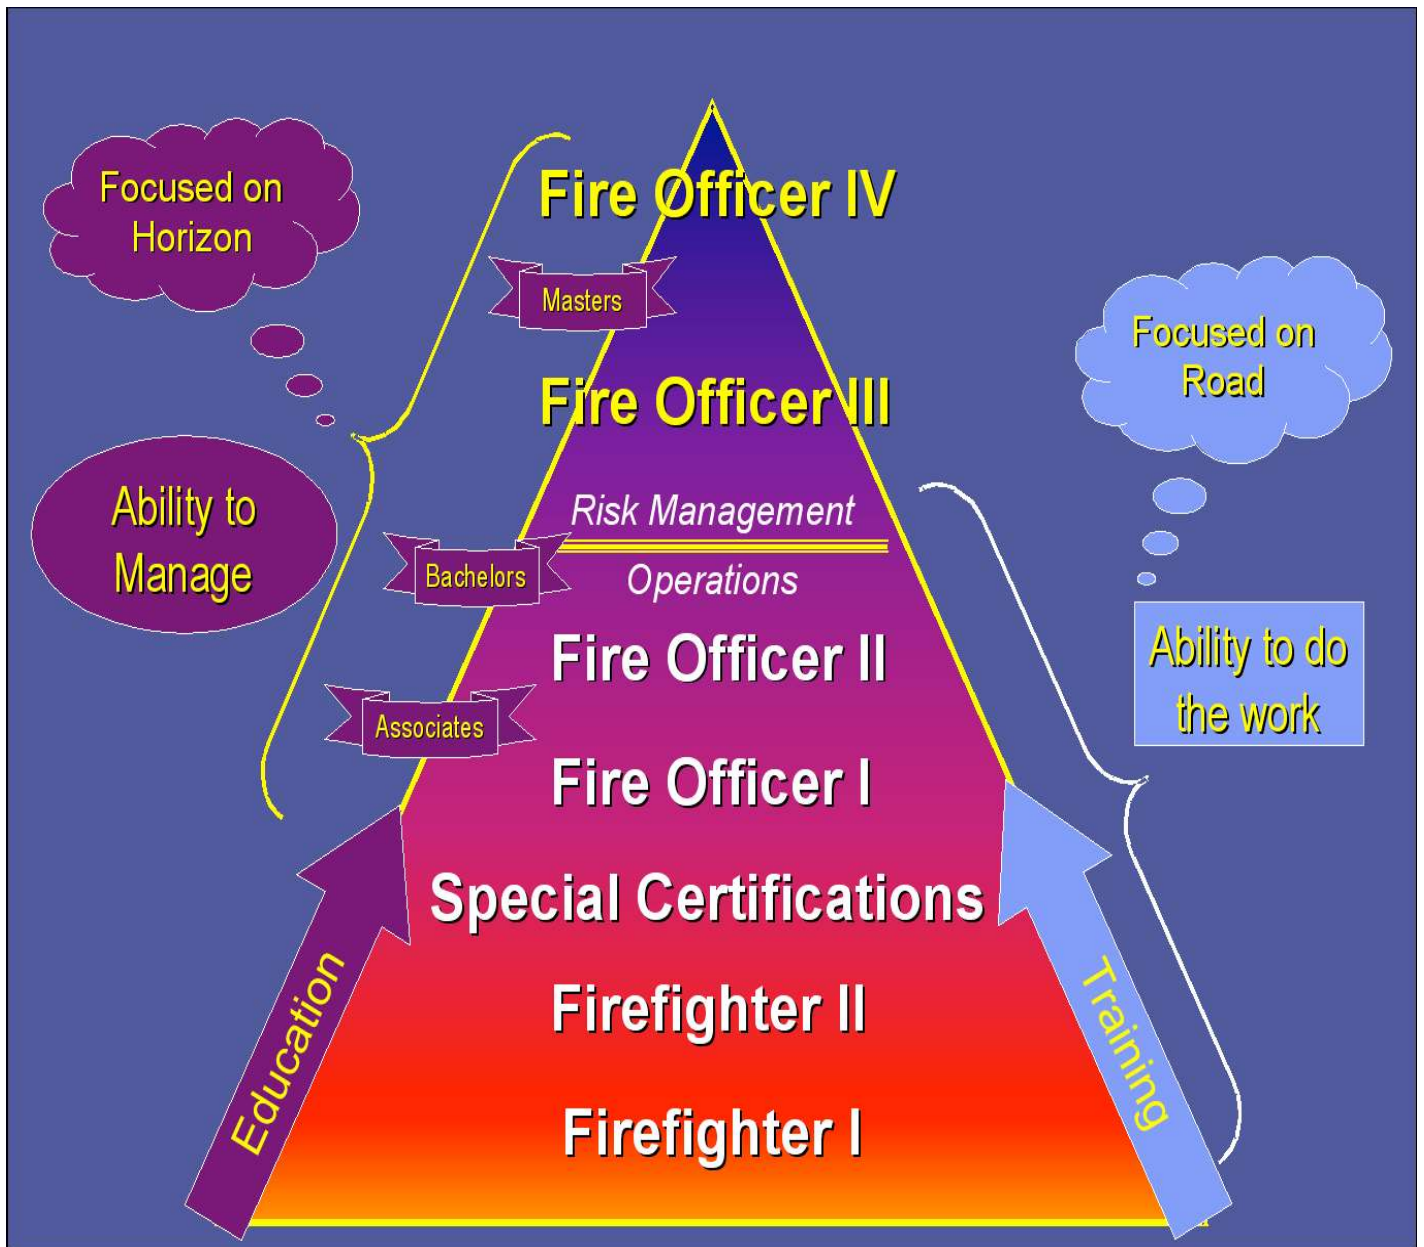 Focused on
Horizon
Fire Officer IV
Masters
Focused on
Road
Fire Officer III
Ability to
Manage
Risk Management
Bachelors
Operations
Fire Officer II
Ability to do
the work
Associates
Fire Officer I
Special Certifications
Education
Firefighter II
Training
Firefighter I